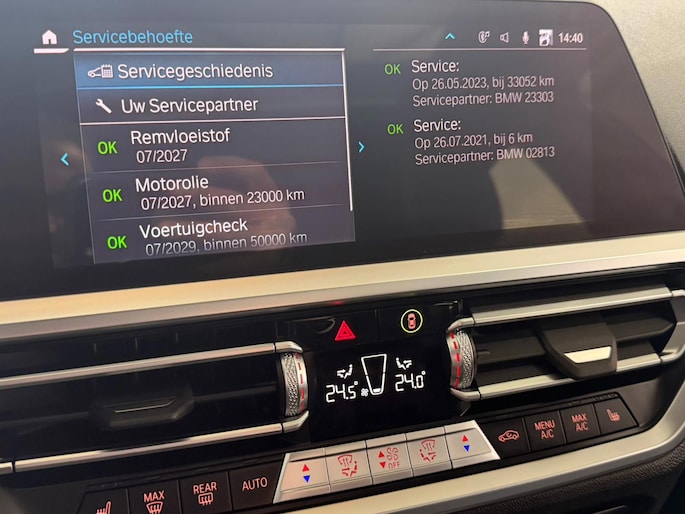 Servicebehoefte
14:40
Servicegeschiedenis
Uw Servicepartner
OK Remvloeistof
07/2027
OK Motorolie
07/2027, binnen 23000 km
OK Voertuigcheck
07/2029, binnen 50000 km
OK Service:
Op 26.05.2023, bij 33052 km
Servicepartner: BMW 23303
OK Service:
Op 26.07.2021, bij 6 km
Servicepartner: BMW 02813
24.5° 24.0°
MAX
REAR
AUTO
OFF
MENU
A/C
MAX
A/C